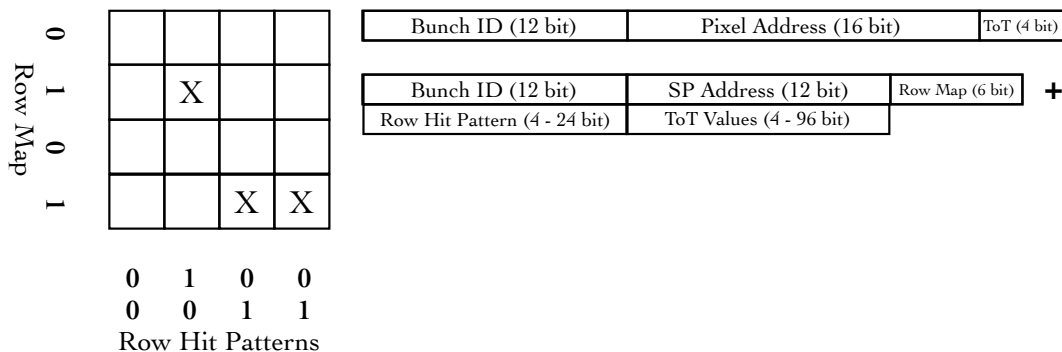 0
1
0
1
Row Map
X
X X
0 1 0 0
0 0 1 1
Row Hit Patterns
Bunch ID (12 bit) Pixel Address (16 bit) ToT (4 bit)
Bunch ID (12 bit) SP Address (12 bit) Row Map (6 bit) +
Row Hit Pattern (4 - 24 bit) ToT Values (4 - 96 bit)